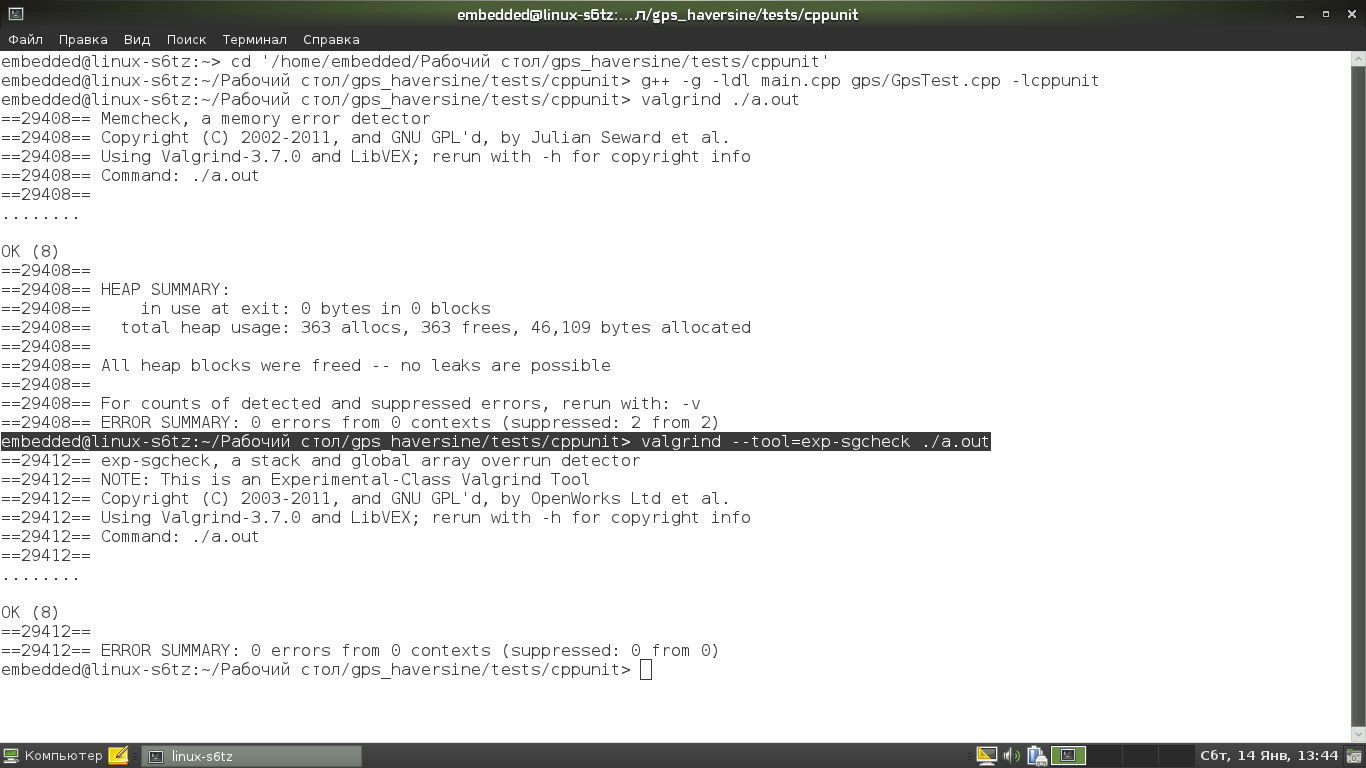 embedded@linux-s6tz:...л/gps_haversine/tests/cppunit
Файл Правка Вид Поиск Терминал Справка
embedded@linux-s6tz:~> cd '/home/embedded/Рабочий стол/gps_haversine/tests/cppunit'
embedded@linux-s6tz:~/Рабочий стол/gps_haversine/tests/cppunit> g++ -g -ldl main.cpp gps/GpsTest.cpp -lcppunit
embedded@linux-s6tz:~/Рабочий стол/gps_haversine/tests/cppunit> valgrind ./a.out
==29408== Memcheck, a memory error detector
==29408== Copyright (C) 2002-2011, and GNU GPL'd, by Julian Seward et al.
==29408== Using Valgrind-3.7.0 and LibVEX; rerun with -h for copyright info
==29408== Command: ./a.out
==29408==
........
OK (8)
==29408==
==29408== HEAP SUMMARY:
==29408==     in use at exit: 0 bytes in 0 blocks
==29408==   total heap usage: 363 allocs, 363 frees, 46,109 bytes allocated
==29408==
==29408== All heap blocks were freed -- no leaks are possible
==29408==
==29408== For counts of detected and suppressed errors, rerun with: -v
==29408== ERROR SUMMARY: 0 errors from 0 contexts (suppressed: 2 from 2)
embedded@linux-s6tz:~/Рабочий стол/gps_haversine/tests/cppunit> valgrind --tool=exp-sgcheck ./a.out
==29412== exp-sgcheck, a stack and global array overrun detector
==29412== NOTE: This is an Experimental-Class Valgrind Tool
==29412== Copyright (C) 2003-2011, and GNU GPL'd, by OpenWorks Ltd et al.
==29412== Using Valgrind-3.7.0 and LibVEX; rerun with -h for copyright info
==29412== Command: ./a.out
==29412==
........
OK (8)
==29412==
==29412== ERROR SUMMARY: 0 errors from 0 contexts (suppressed: 0 from 0)
embedded@linux-s6tz:~/Рабочий стол/gps_haversine/tests/cppunit>
Компьютер linux-s6tz Сбт, 14 Янв, 13:44